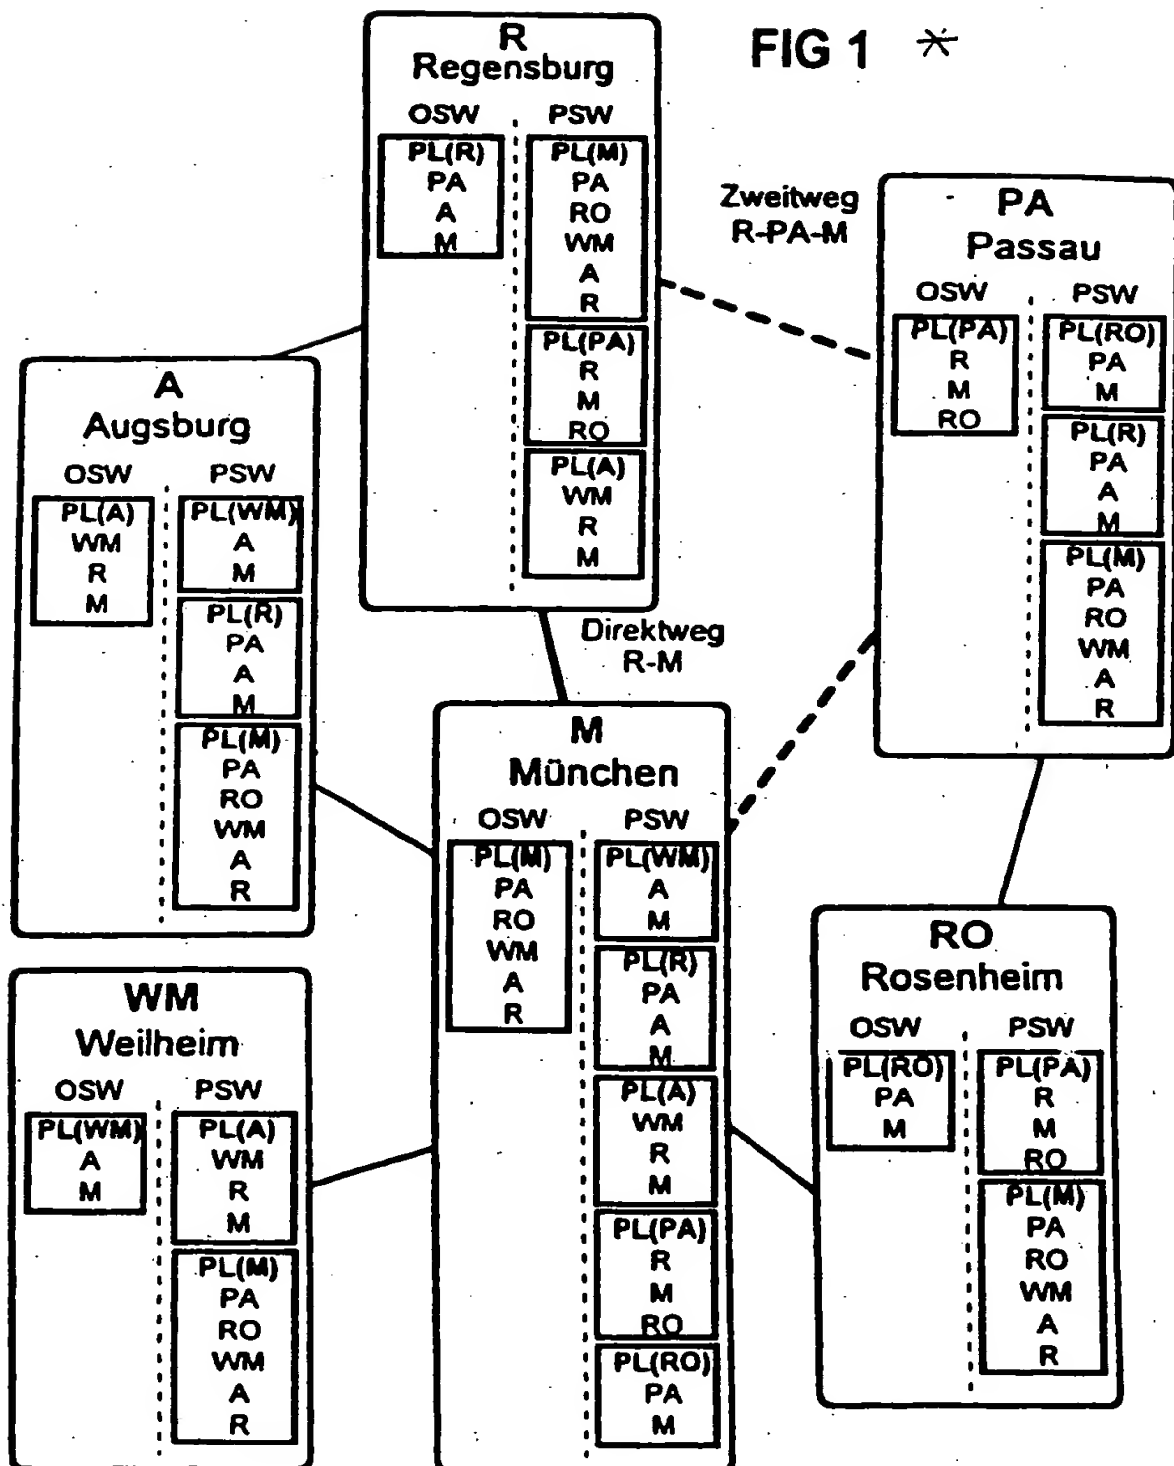 FIG 1 *
R
Regensburg
OSW
PL(R)
PA
A
M
PSW
PL(M)
PA
RO
WM
A
R
PL(PA)
R
M
RO
PL(A)
WM
R
M
Zweitweg
R-PA-M
PA
Passau
OSW
PL(PA)
R
M
RO
PSW
PL(RO)
PA
M
PL(R)
PA
A
M
PL(M)
PA
RO
WM
A
R
A
Augsburg
OSW
PL(A)
WM
R
M
PSW
PL(WM)
A
M
PL(R)
PA
A
M
PL(M)
PA
RO
WM
A
R
Direktweg
R-M
M
München
OSW
PL(M)
PA
RO
WM
A
R
PSW
PL(WM)
A
M
PL(R)
PA
A
M
PL(A)
WM
R
M
PL(PA)
R
M
RO
PL(RO)
PA
M
RO
Rosenheim
OSW
PL(RO)
PA
M
PSW
PL(PA)
R
M
RO
PL(M)
PA
RO
WM
A
R
WM
Weilheim
OSW
PL(WM)
A
M
PSW
PL(A)
WM
R
M
PL(M)
PA
RO
WM
A
R